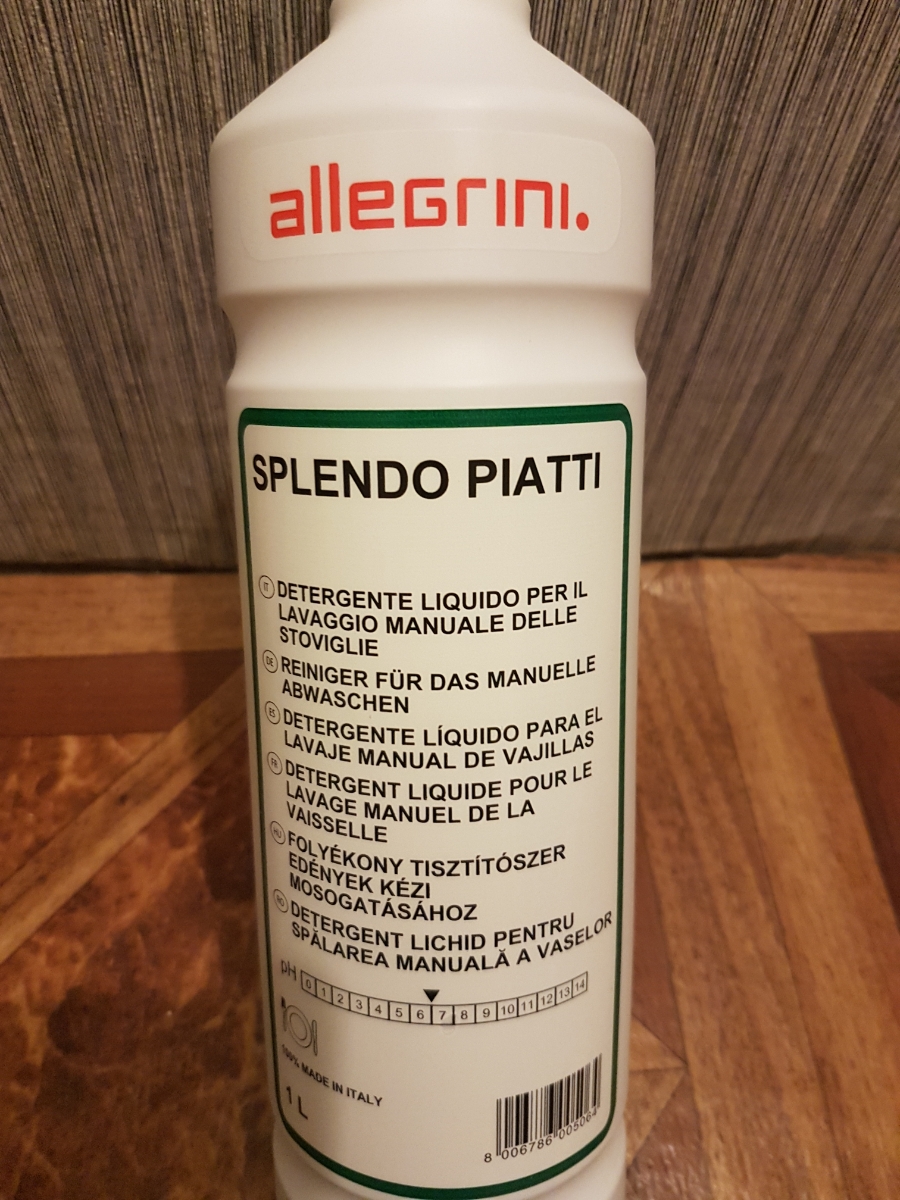 allegrini.
SPLENDO PIATTI
IT DETERGENTE LIQUIDO PER IL
LAVAGGIO MANUALE DELLE
STOVIGLIE
DE REINIGER FÜR DAS MANUELLE
ABWASCHEN
ES DETERGENTE LÍQUIDO PARA EL
LAVAJE MANUAL DE VAJILLAS
FR DETERGENT LIQUIDE POUR LE
LAVAGE MANUEL DE LA
VAISSELLE
HU FOLYÉKONY TISZTÍTÓSZER
EDÉNYEK KÉZI
MOSOGATÁSÁHOZ
RO DETERGENT LICHID PENTRU
SPĂLAREA MANUALĂ A VASELOR
pH 0 1 2 3 4 5 6 7 8 9 10 11 12 13 14
100% MADE IN ITALY
1 L
8 006786 005064